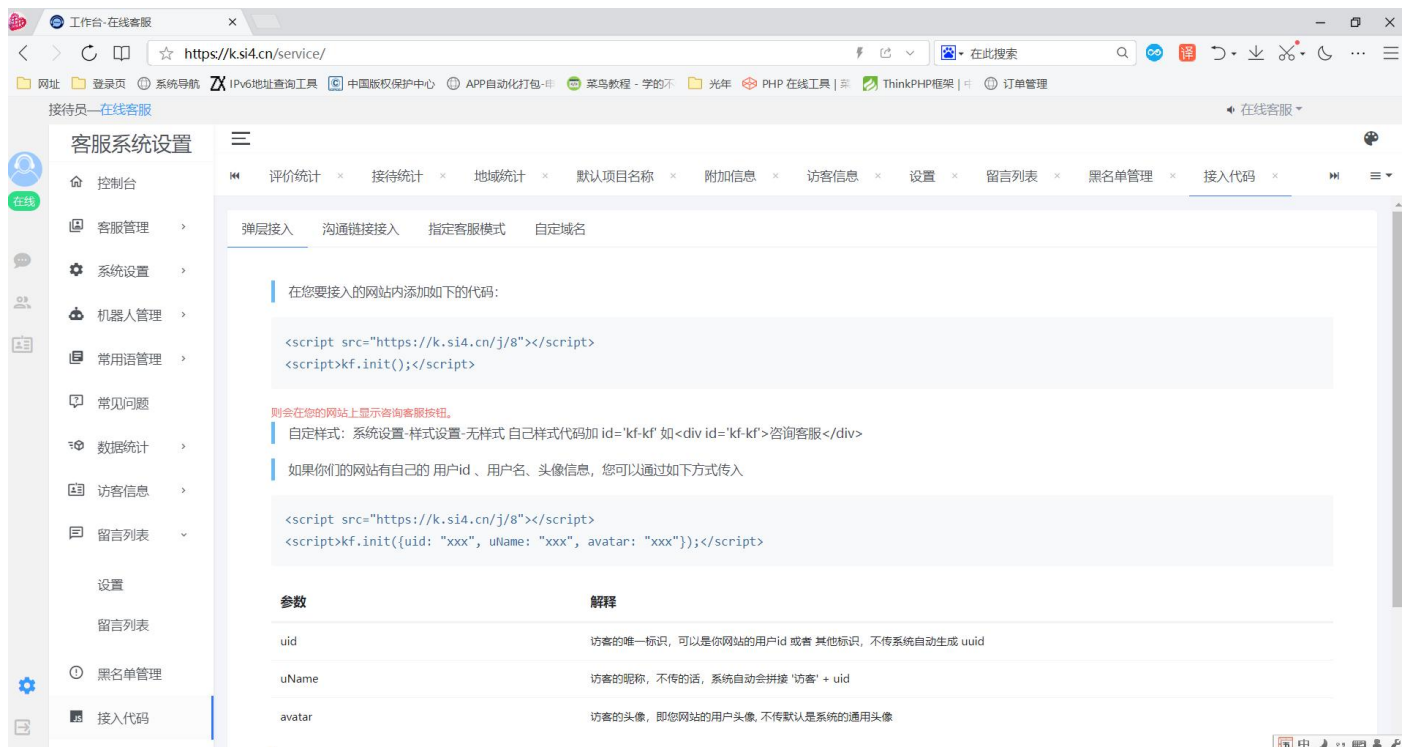 工作台-在线客服 ×
https://k.si4.cn/service/ 在此搜索 译
网址 登录页 系统导航 ZX IPv6地址查询工具 C 中国版权保护中心 APP自动化打包- 菜鸟教程 - 学的不 光年 PHP 在线工具 | 菜 ThinkPHP框架 | 中 订单管理
接待员—在线客服 在线客服
客服系统设置
评价统计 × 接待统计 × 地域统计 × 默认项目名称 × 附加信息 × 访客信息 × 设置 × 留言列表 × 黑名单管理 × 接入代码 ×
在线
控制台
客服管理
系统设置
机器人管理
常用语管理
常见问题
数据统计
访客信息
留言列表
设置
留言列表
黑名单管理
JS 接入代码
弹层接入 沟通链接接入 指定客服模式 自定域名
在您要接入的网站内添加如下的代码：
<script src="https://k.si4.cn/j/8"></script>
<script>kf.init();</script>
则会在您的网站上显示咨询客服按钮。
自定样式：系统设置-样式设置-无样式 自己样式代码加 id='kf-kf' 如<div id='kf-kf'>咨询客服</div>
如果你们的网站有自己的 用户id 、用户名、头像信息，您可以通过如下方式传入
<script src="https://k.si4.cn/j/8"></script>
<script>kf.init({uid: "xxx", uName: "xxx", avatar: "xxx"});</script>
参数 解释
uid 访客的唯一标识，可以是你网站的用户id 或者 其他标识，不传系统自动生成 uuid
uName 访客的昵称，不传的话，系统自动会拼接 '访客' + uid
avatar 访客的头像，即您网站的用户头像, 不传默认是系统的通用头像
中